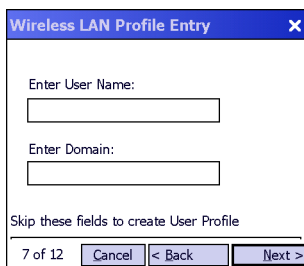 Wireless LAN Profile Entry X
Enter User Name:
Enter Domain:
Skip these fields to create User Profile
7 of 12 Cancel < Back Next >